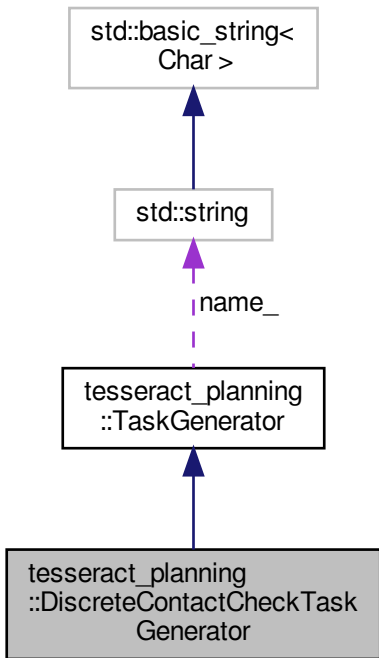 std::basic_string<
Char >
std::string
name_
tesseract_planning
::TaskGenerator
tesseract_planning
::DiscreteContactCheckTask
Generator